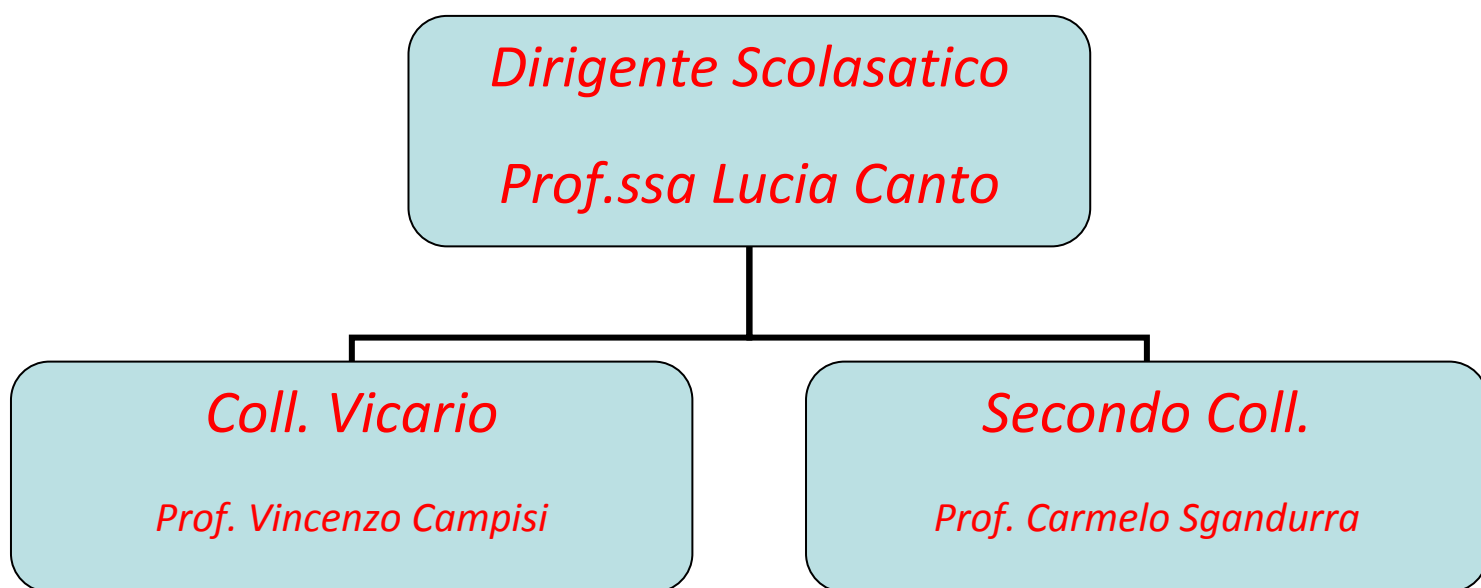 Dirigente Scolasatico
Prof.ssa Lucia Canto
Coll. Vicario
Prof. Vincenzo Campisi
Secondo Coll.
Prof. Carmelo Sgandurra